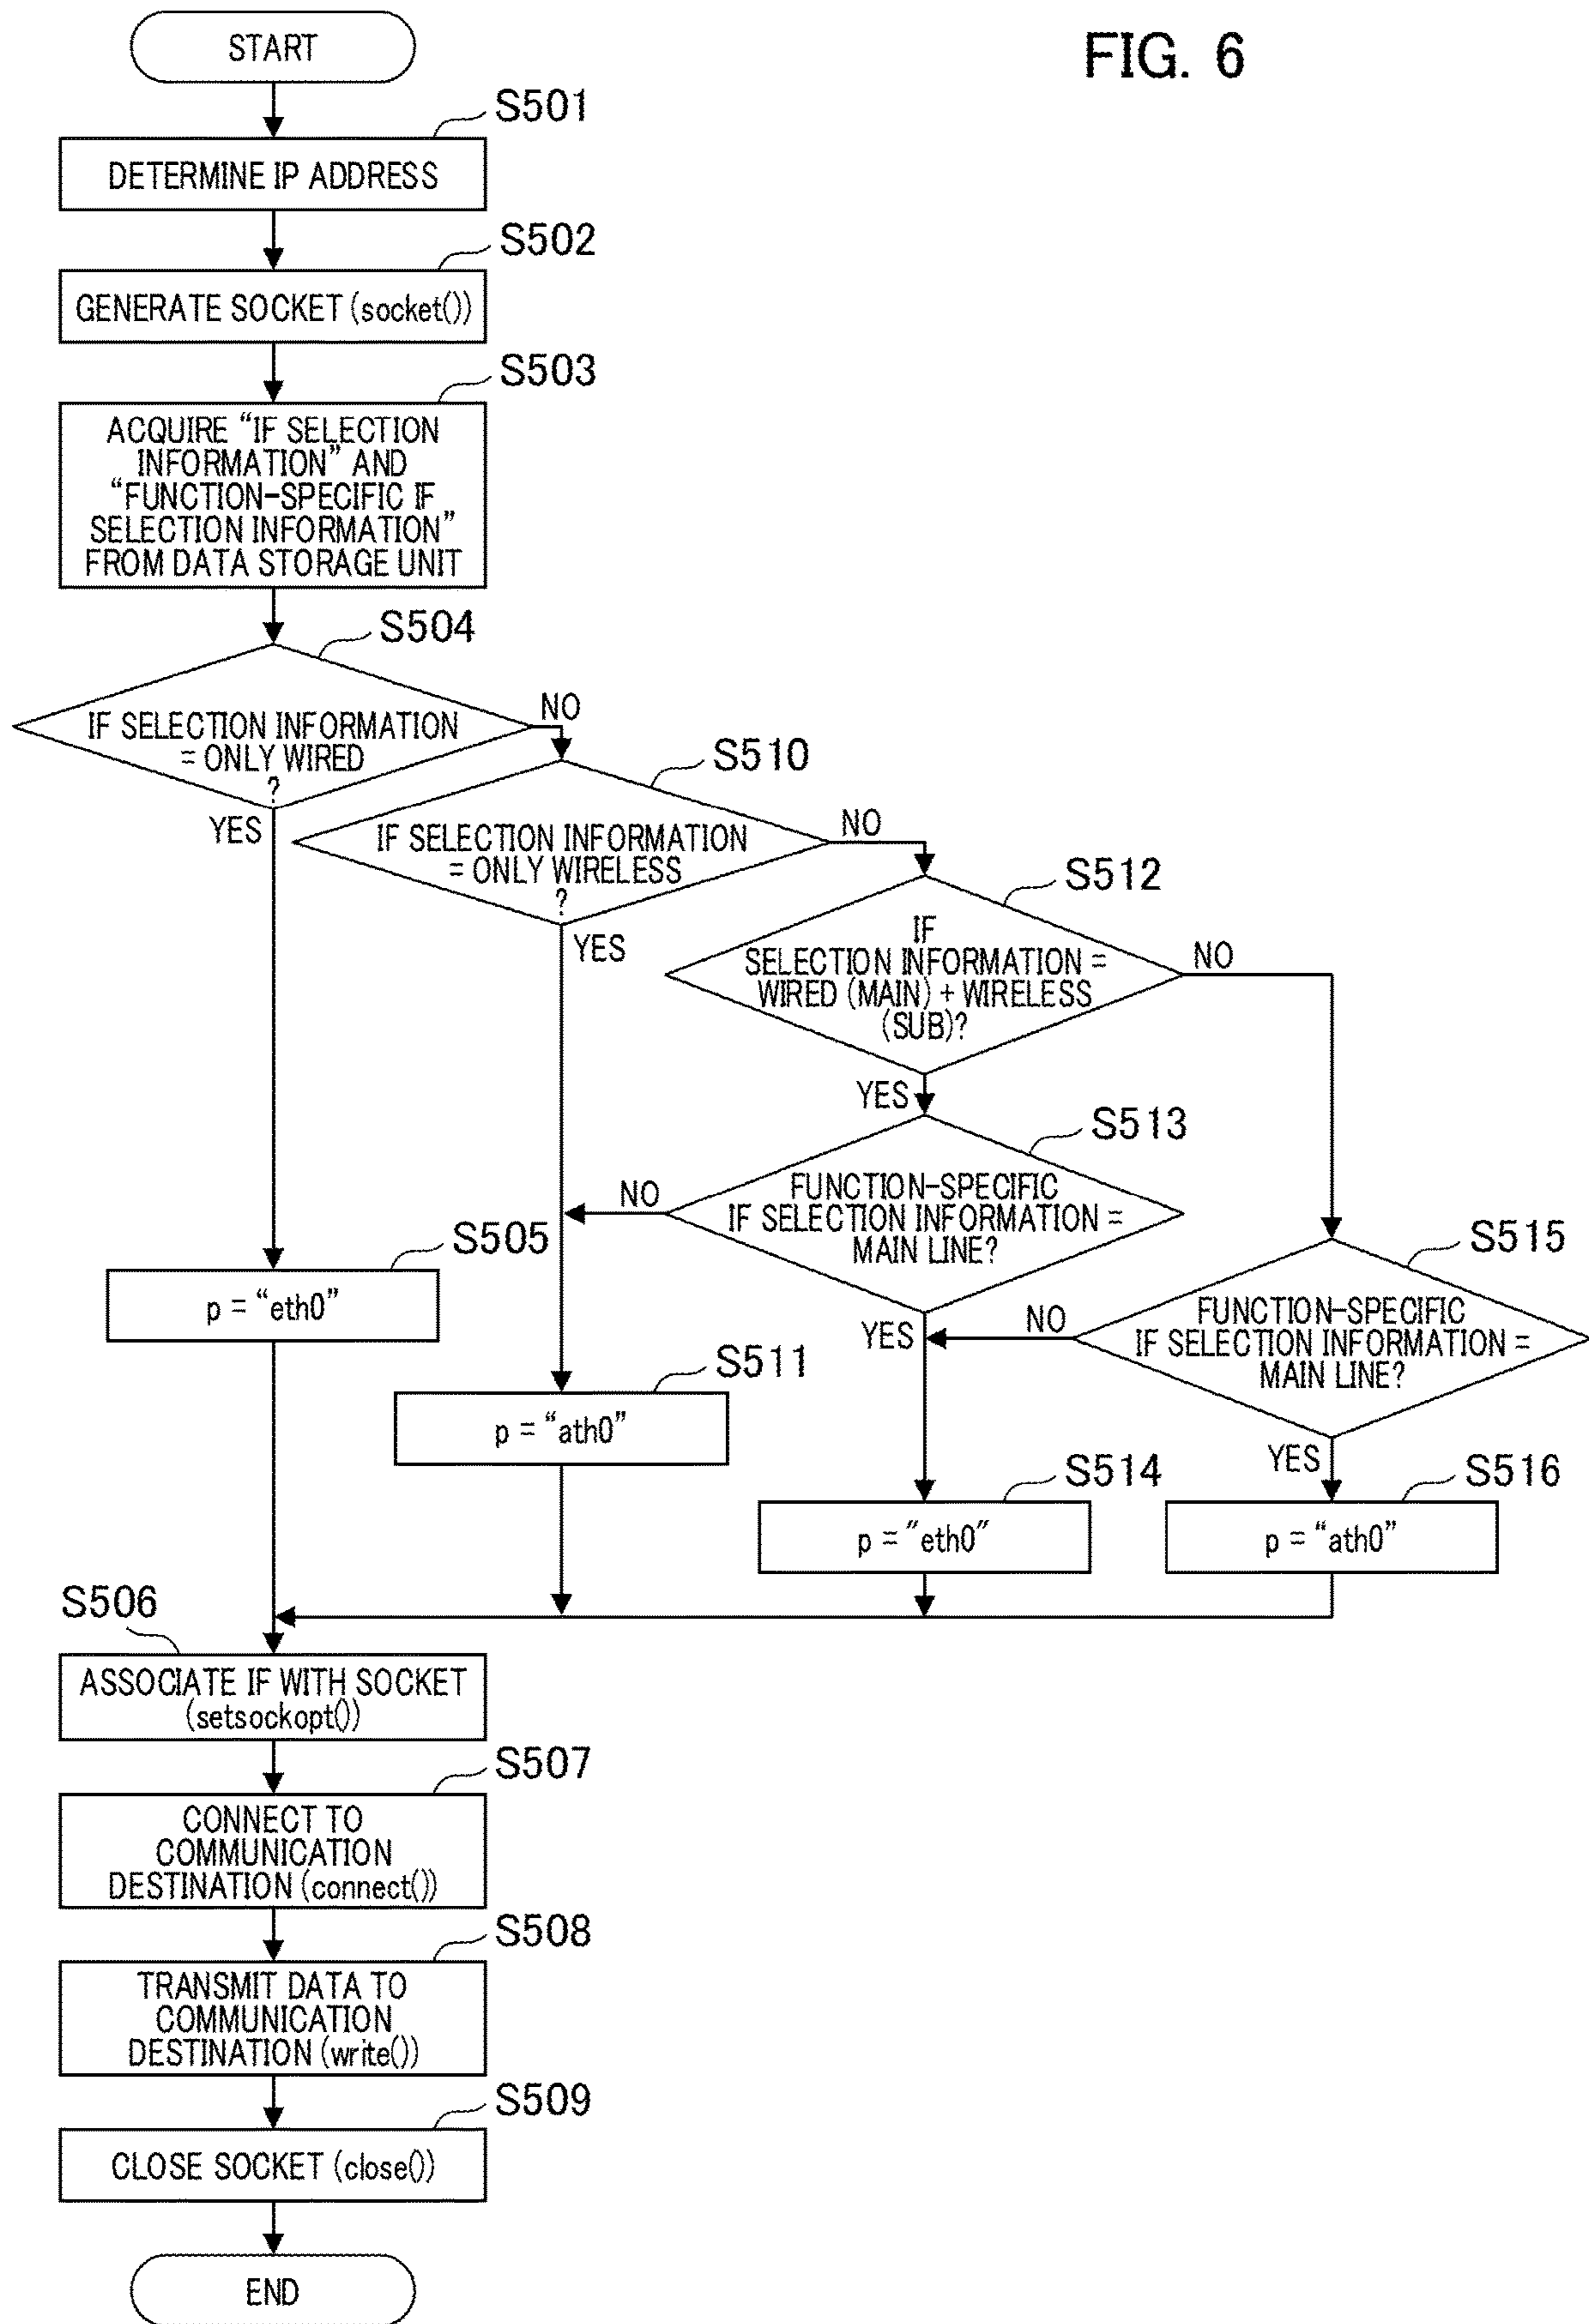 FIG. 6
START
S501
DETERMINE IP ADDRESS
S502
GENERATE SOCKET (socket())
S503
ACQUIRE “IF SELECTION
INFORMATION” AND
“FUNCTION-SPECIFIC IF
SELECTION INFORMATION”
FROM DATA STORAGE UNIT
S504
IF SELECTION INFORMATION
= ONLY WIRED
?
NO
YES
S510
IF SELECTION INFORMATION
= ONLY WIRELESS
?
NO
YES
S512
IF
SELECTION INFORMATION =
WIRED (MAIN) + WIRELESS
(SUB)?
NO
YES
S513
FUNCTION-SPECIFIC
IF SELECTION INFORMATION =
MAIN LINE?
NO
YES
S515
FUNCTION-SPECIFIC
IF SELECTION INFORMATION =
MAIN LINE?
NO
YES
S505
p = “eth0”
S511
p = “ath0”
S514
p = "eth0"
S516
p = “ath0”
S506
ASSOCIATE IF WITH SOCKET
(setsockopt())
S507
CONNECT TO
COMMUNICATION
DESTINATION (connect())
S508
TRANSMIT DATA TO
COMMUNICATION
DESTINATION (write())
S509
CLOSE SOCKET (close())
END